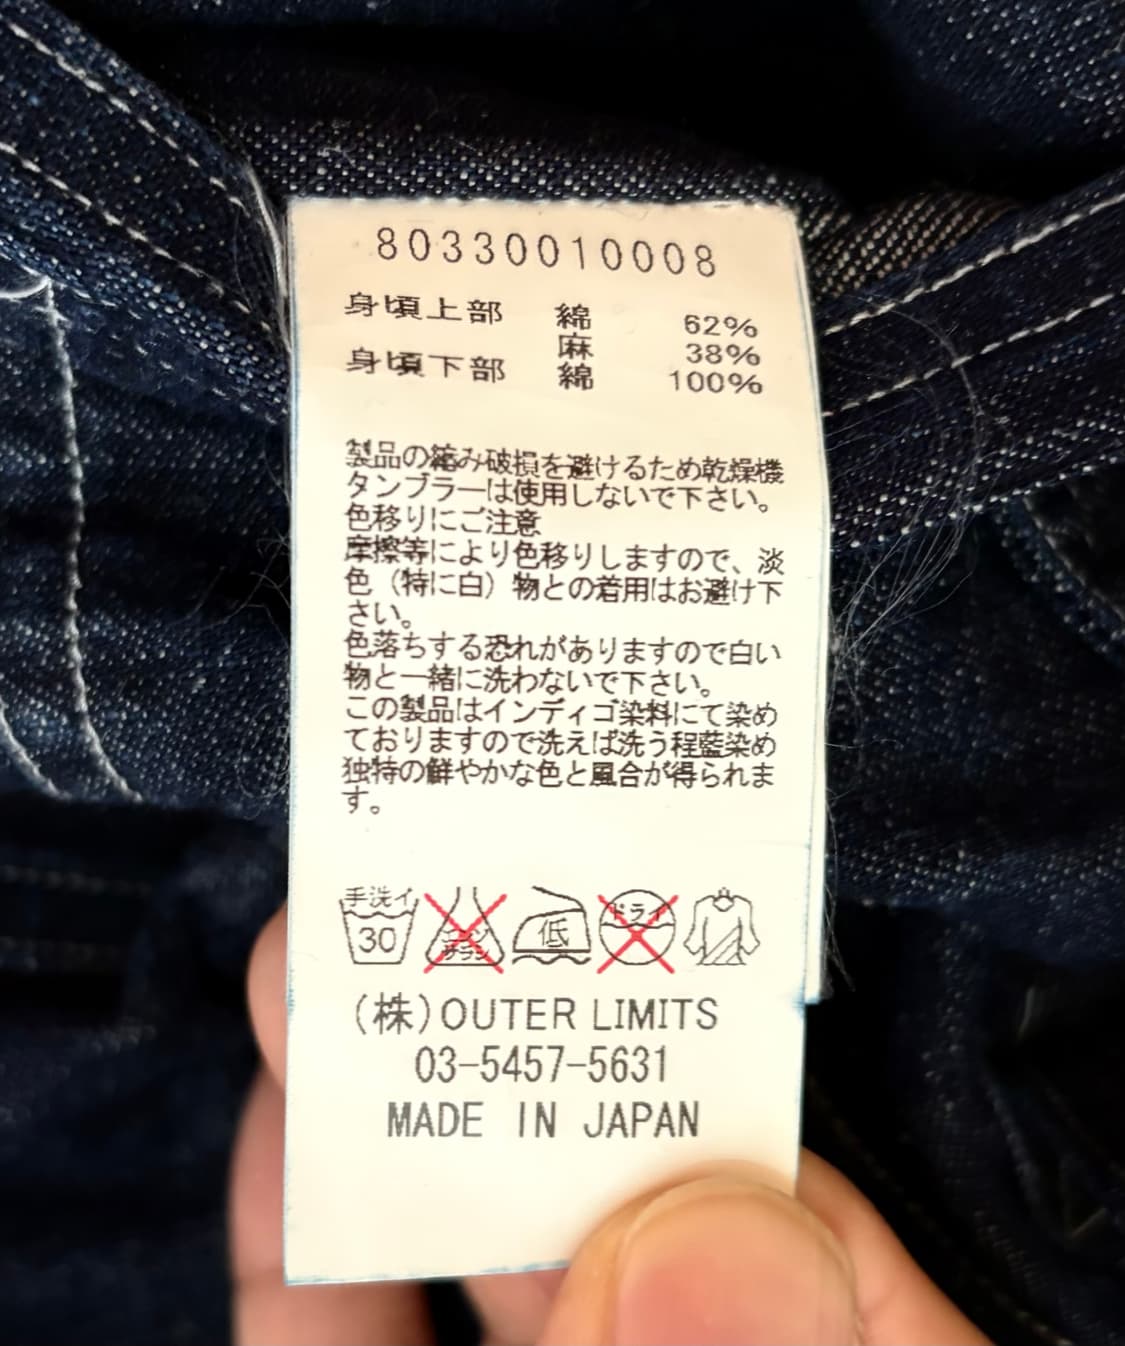 80330010008
身頃上部 綿 62%
麻 38%
身頃下部 綿 100%
製品の縮み破損を避けるため乾燥機
タンブラーは使用しないで下さい。
色移りにご注意
摩擦等により色移りしますので、淡
色（特に白）物との着用はお避け下
さい。
色落ちする恐れがありますので白い
物と一緒に洗わないで下さい。
この製品はインディゴ染料にて染め
ておりますので洗えば洗う程藍染め
独特の鮮やかな色と風合が得られま
す。
手洗イ 30 エンソサラシ 低 ドライ
(株)OUTER LIMITS
03-5457-5631
MADE IN JAPAN